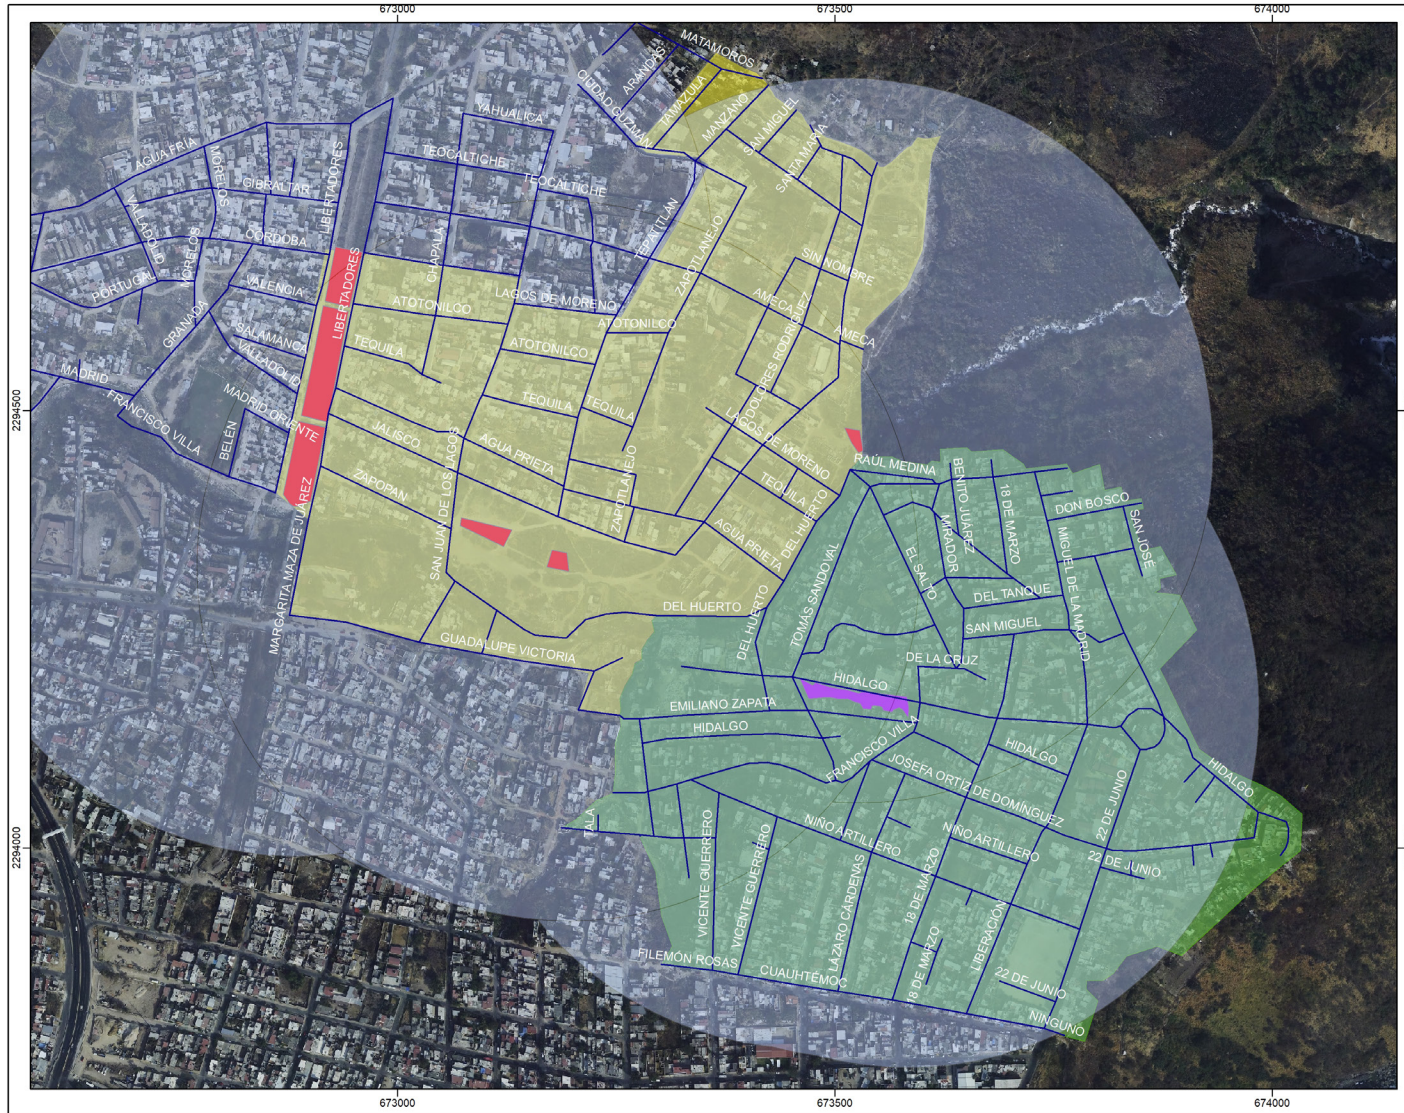 673000
673500
674000
MATAMOROS
ARANDAS
CIUDAD GUZMAN
TAMAZULA
MANZANO
SAN MIGUEL
SANTA MARIA
YAHUALICA
TEOCALTICHE
TEOCALTICHE
AGUA FRIA
MORELOS
GIBRALTAR
LIBERTADORES
VALLADOLID
CORDOBA
MORELOS
PORTUGAL
VALENCIA
GRANADA
SALAMANCA
VALLADOLID
MADRID
FRANCISCO VILLA
MADRID ORIENTE
BELÉN
LIBERTADORES
CHAPALA
TEPATITLAN
ZAPOTLANEJO
SIN NOMBRE
LAGOS DE MORENO
ATOTONILCO
ATOTONILCO
AMECA
AMECA
DOLORES RODRIGUEZ
TEQUILA
ATOTONILCO
TEQUILA
TEQUILA
JALISCO
AGUA PRIETA
LAGOS DE MORENO
TEQUILA
ZAPOPAN
SAN JUAN DE LOS LAGOS
ZAPOTLANEJO
AGUA PRIETA
DEL HUERTO
MARGARITA MAZA DE JUÁREZ
DEL HUERTO
DEL HUERTO
GUADALUPE VICTORIA
RAÚL MEDINA
BENITO JUÁREZ
18 DE MARZO
DON BOSCO
SAN JOSÉ
MIRADOR
EL SALTO
TOMÁS SANDOVAL
MIGUEL DE LA MADRID
DEL TANQUE
SAN MIGUEL
DE LA CRUZ
HIDALGO
EMILIANO ZAPATA
HIDALGO
FRANCISCO VILLA
HIDALGO
HIDALGO
JOSEFA ORTÍZ DE DOMÍNGUEZ
22 DE JUNIO
TALA
NIÑO ARTILLERO
NIÑO ARTILLERO
22 DE JUNIO
VICENTE GUERRERO
VICENTE GUERRERO
LÁZARO CÁRDENAS
18 DE MARZO
LIBERACIÓN
18 DE MARZO
FILEMÓN ROSAS
CUAUHTÉMOC
22 DE JUNIO
NINGUNO
2294500
2294000
673000
673500
674000